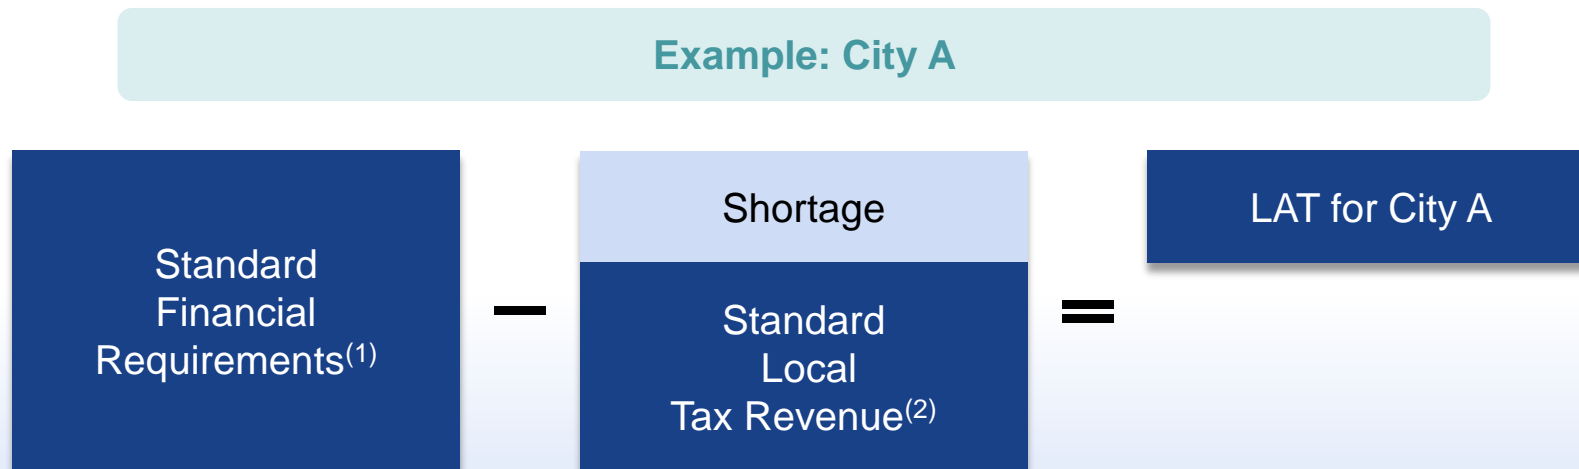 Example: City A
Standard
Financial
Requirements(1)
Shortage
Standard
Local
Tax Revenue(2)
LAT for City A